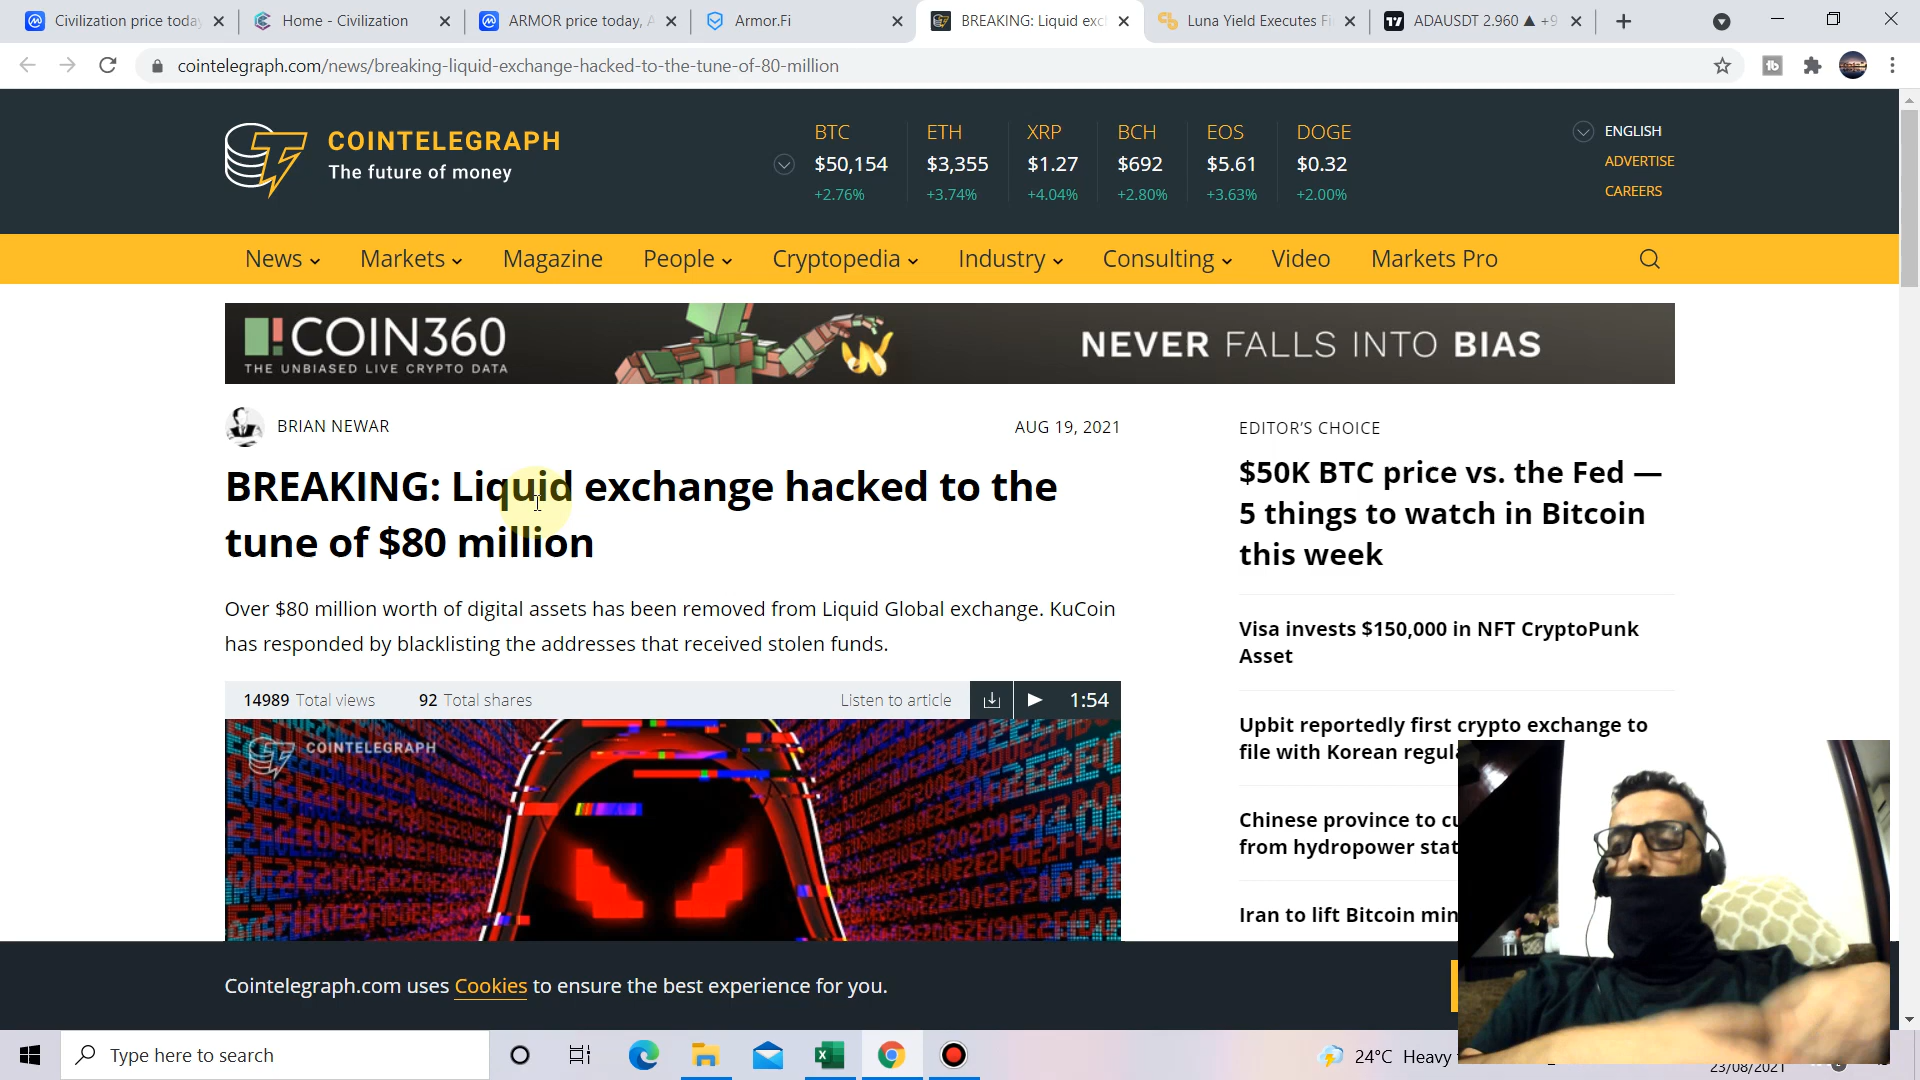 Civilization price toda
Home - Civilization
ARMOR price today, A
Armor.Fi
BREAKING: Liquid exc
Luna Yield Executes Fi
ADAUSDT 2.960 ▲ +9
cointelegraph.com/news/breaking-liquid-exchange-hacked-to-the-tune-of-80-million
COINTELEGRAPH
The future of money
BTC ETH XRP BCH EOS DOGE
$50,154 $3,355 $1.27 $692 $5.61 $0.32
+2.76% +3.74% +4.04% +2.80% +3.63% +2.00%
ENGLISH
ADVERTISE
CAREERS
News Markets Magazine People Cryptopedia Industry Consulting Video Markets Pro
COIN360
THE UNBIASED LIVE CRYPTO DATA
NEVER FALLS INTO BIAS
BRIAN NEWAR
AUG 19, 2021
BREAKING: Liquid exchange hacked to the
tune of $80 million
Over $80 million worth of digital assets has been removed from Liquid Global exchange. KuCoin
has responded by blacklisting the addresses that received stolen funds.
14989 Total views 92 Total shares Listen to article 1:54
COINTELEGRAPH
EDITOR'S CHOICE
$50K BTC price vs. the Fed —
5 things to watch in Bitcoin
this week
Visa invests $150,000 in NFT CryptoPunk
Asset
Upbit reportedly first crypto exchange to
file with Korean regul
Chinese province to cu
from hydropower stat
Iran to lift Bitcoin min
Cointelegraph.com uses Cookies to ensure the best experience for you.
Type here to search
24°C Heavy
23/08/2021